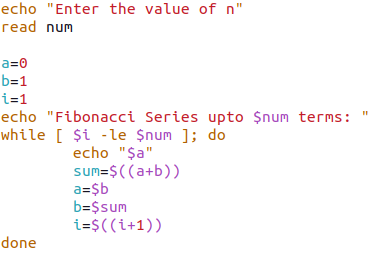 echo "Enter the value of n"
read num
a=0
b=1
i=1
echo "Fibonacci Series upto $num terms: "
while [ $i -le $num ]; do
echo "$a"
sum=$((a+b))
a=$b
b=$sum
i=$((i+1))
done